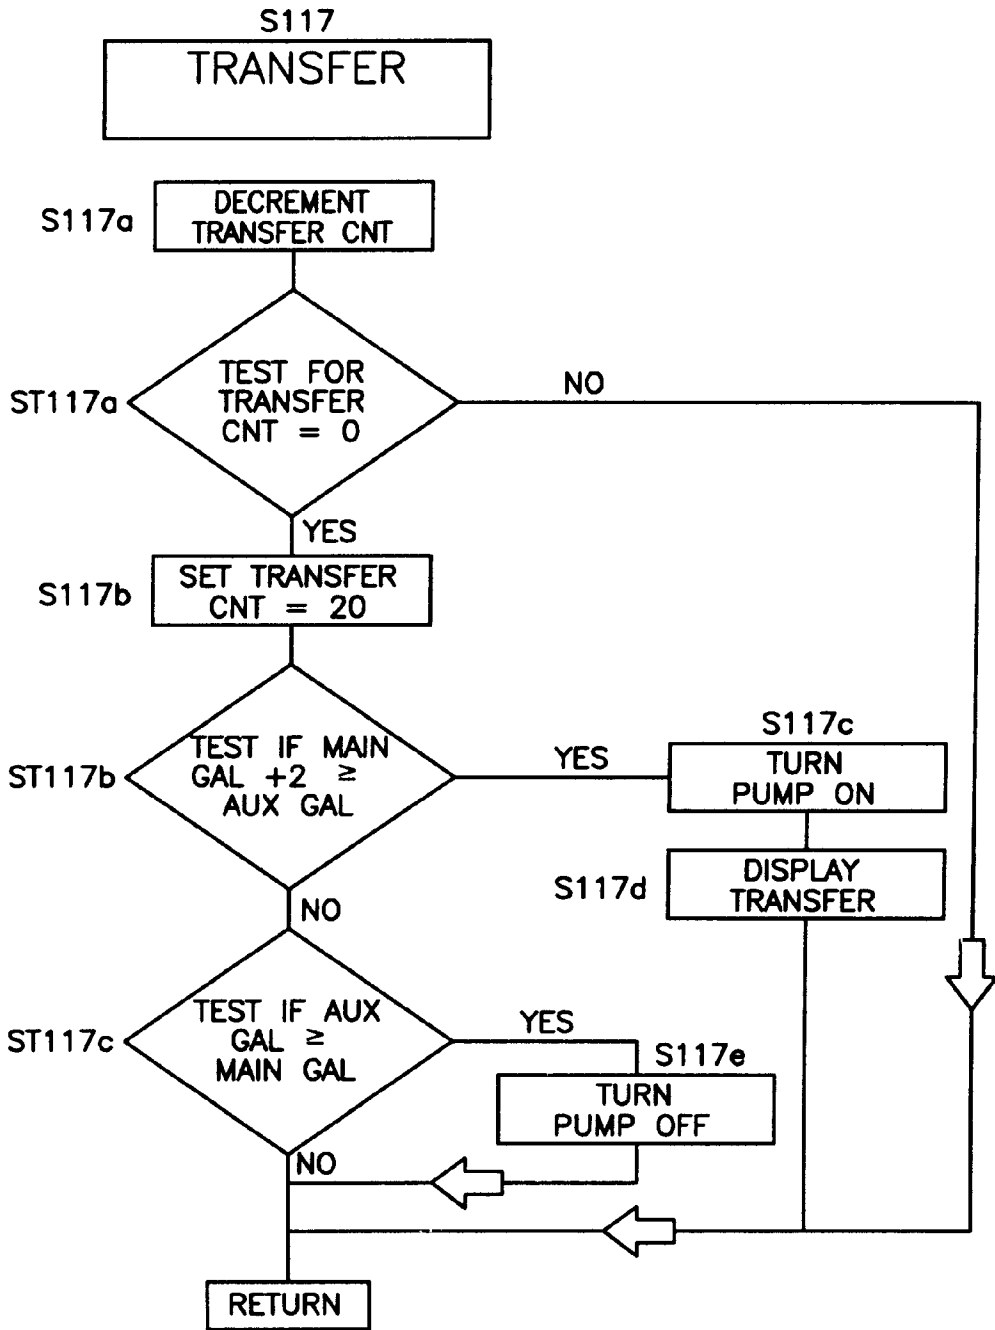 S117
TRANSFER
S117a
DECREMENT
TRANSFER CNT
ST117a
TEST FOR
TRANSFER
CNT = 0
NO
YES
S117b
SET TRANSFER
CNT = 20
ST117b
TEST IF MAIN
GAL +2 ≥
AUX GAL
YES
S117c
TURN
PUMP ON
S117d
DISPLAY
TRANSFER
NO
ST117c
TEST IF AUX
GAL ≥
MAIN GAL
YES
S117e
TURN
PUMP OFF
NO
RETURN